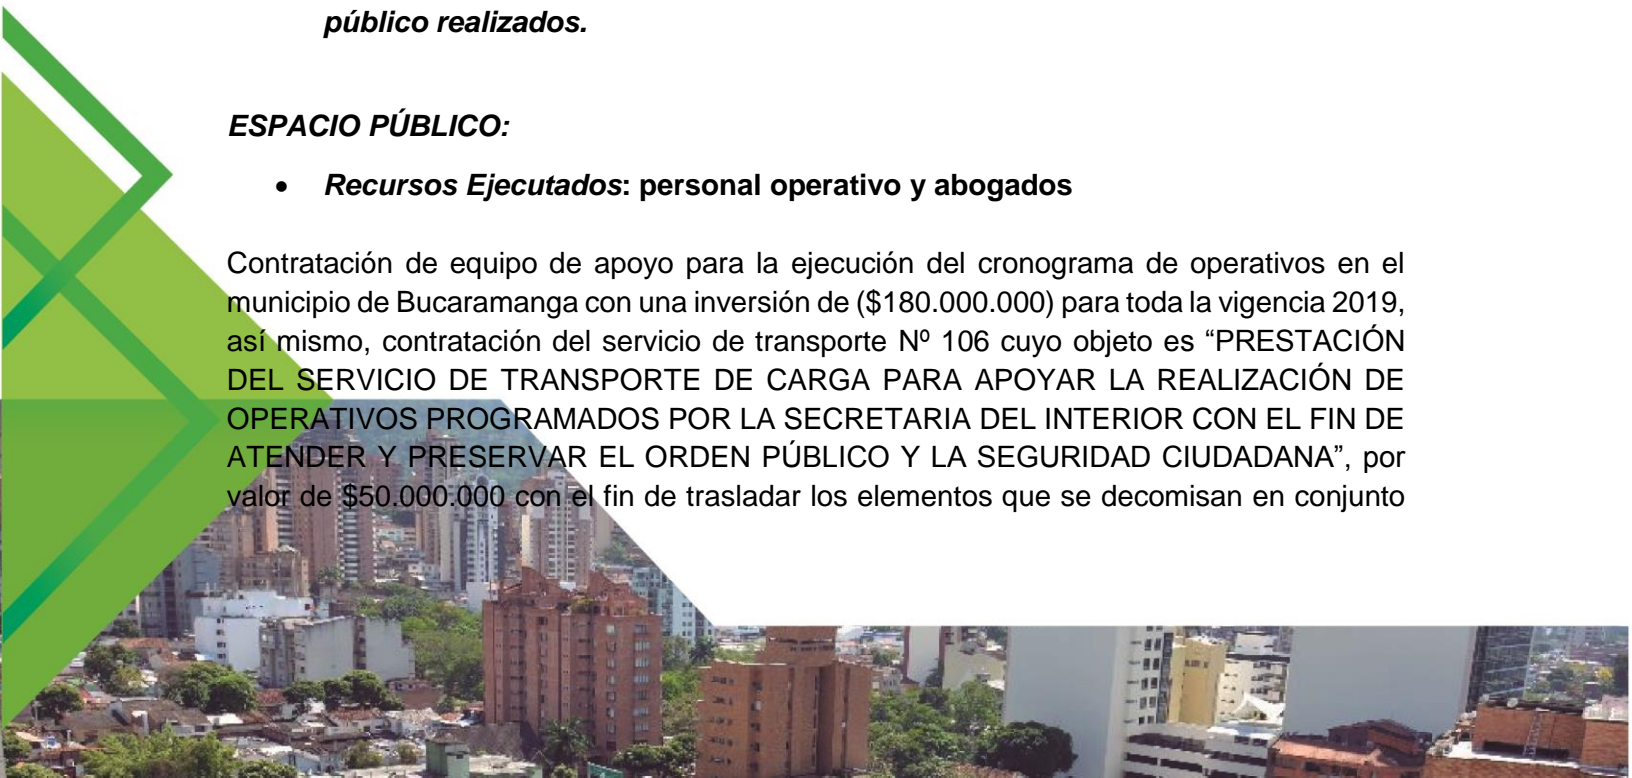 público realizados.
ESPACIO PÚBLICO:
• Recursos Ejecutados: personal operativo y abogados
Contratación de equipo de apoyo para la ejecución del cronograma de operativos en el
municipio de Bucaramanga con una inversión de ($180.000.000) para toda la vigencia 2019,
así mismo, contratación del servicio de transporte Nº 106 cuyo objeto es “PRESTACIÓN
DEL SERVICIO DE TRANSPORTE DE CARGA PARA APOYAR LA REALIZACIÓN DE
OPERATIVOS PROGRAMADOS POR LA SECRETARIA DEL INTERIOR CON EL FIN DE
ATENDER Y PRESERVAR EL ORDEN PÚBLICO Y LA SEGURIDAD CIUDADANA”, por
valor de $50.000.000 con el fin de trasladar los elementos que se decomisan en conjunto